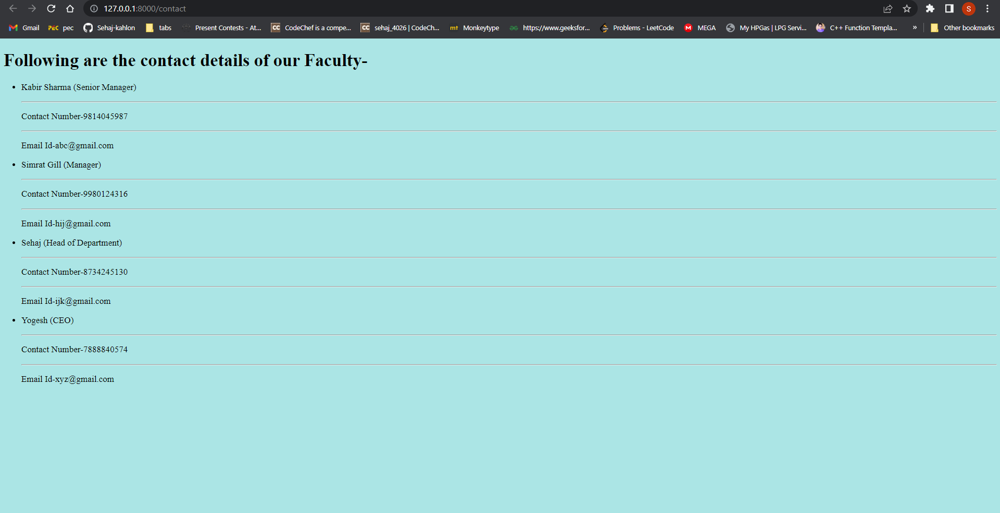 127.0.0.1:8000/contact
S
Gmail PEC pec Sehaj-kahlon tabs Present Contests - At... CC CodeChef is a compe... CC sehaj_4026 | CodeCh... mt Monkeytype https://www.geeksfor... Problems - LeetCode M MEGA My HPGas | LPG Servi... C++ Function Templa... » Other bookmarks
Following are the contact details of our Faculty-
• Kabir Sharma (Senior Manager)
Contact Number-9814045987
Email Id-abc@gmail.com
• Simrat Gill (Manager)
Contact Number-9980124316
Email Id-hij@gmail.com
• Sehaj (Head of Department)
Contact Number-8734245130
Email Id-ijk@gmail.com
• Yogesh (CEO)
Contact Number-7888840574
Email Id-xyz@gmail.com